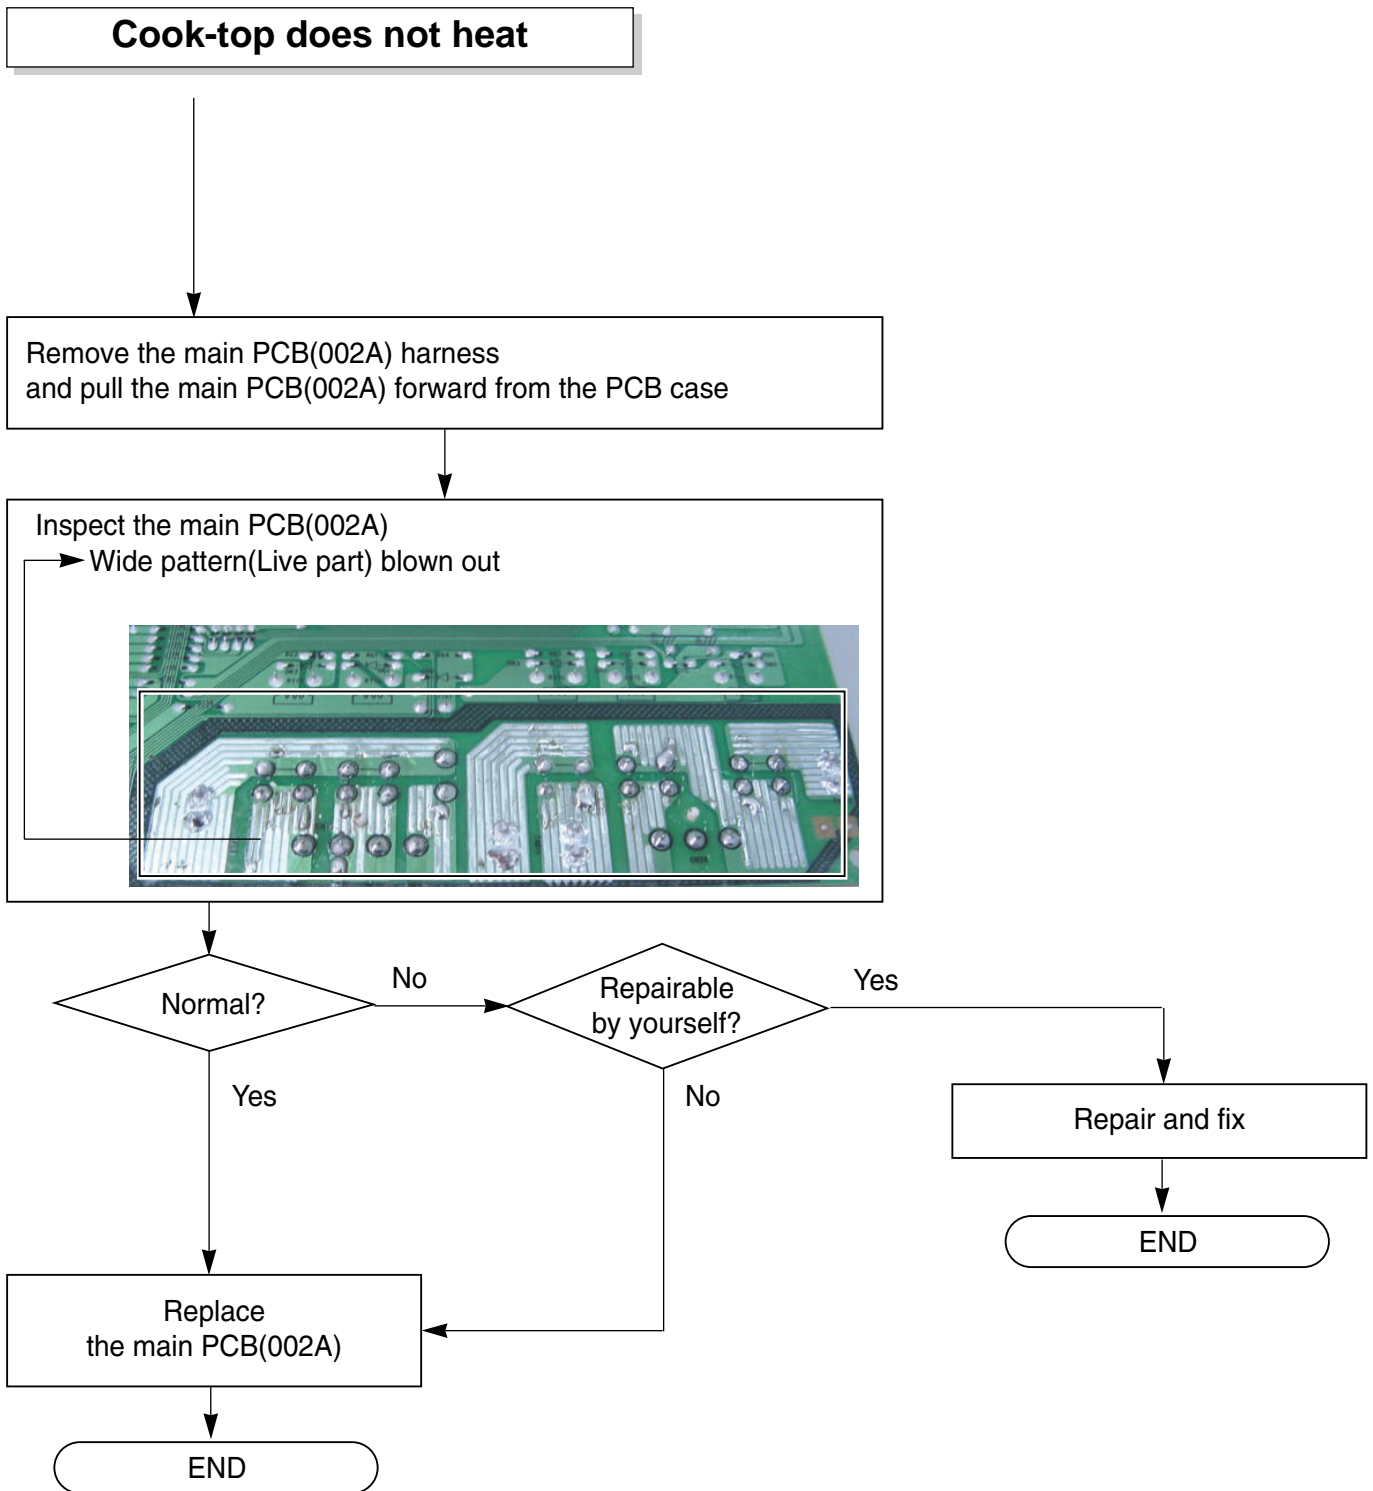 Cook-top does not heat
Remove the main PCB(002A) harness
and pull the main PCB(002A) forward from the PCB case
Inspect the main PCB(002A)
Wide pattern(Live part) blown out
Normal?
No
Repairable
by yourself?
Yes
Yes
No
Repair and fix
END
Replace
the main PCB(002A)
END